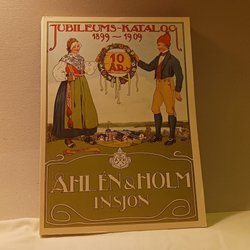 JUBILEUMS-KATALOG
1899-1909
10
ÅR
ÅHLÉN & HOLM
INSJÖN